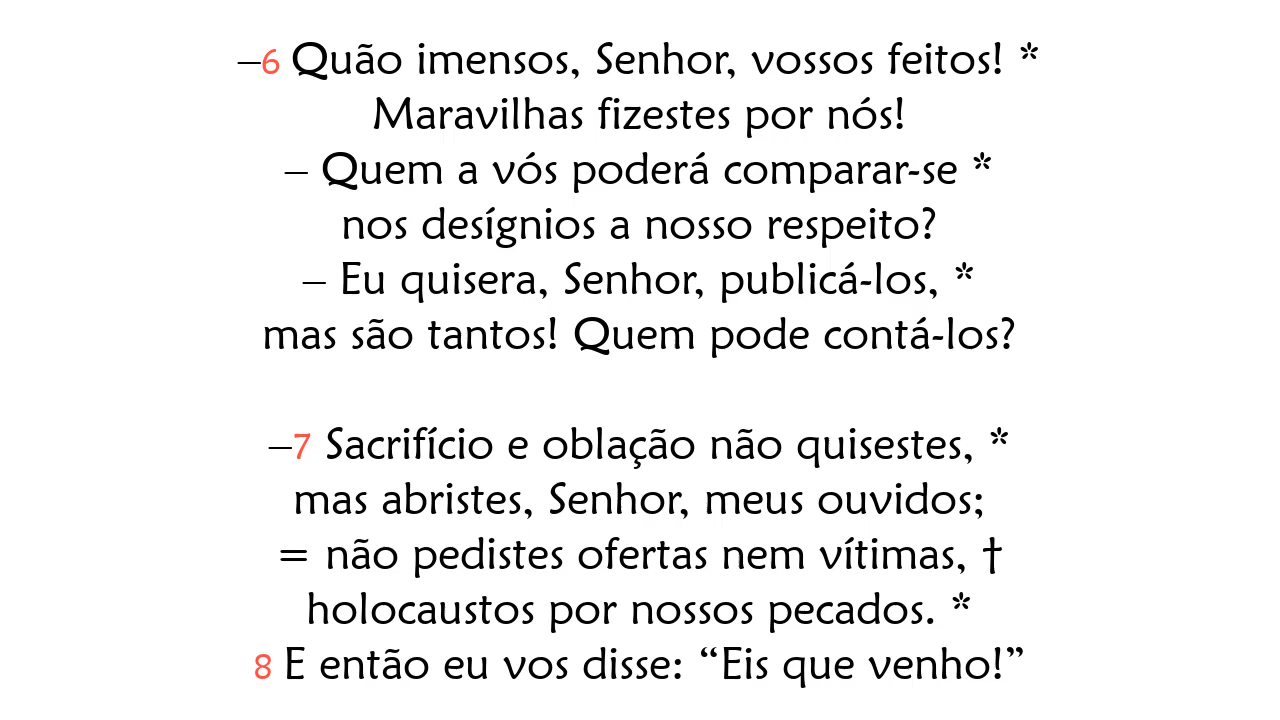 –6 Quão imensos, Senhor, vossos feitos! *
Maravilhas fizestes por nós!
– Quem a vós poderá comparar-se *
nos desígnios a nosso respeito?
– Eu quisera, Senhor, publicá-los, *
mas são tantos! Quem pode contá-los?
–7 Sacrifício e oblação não quisestes, *
mas abristes, Senhor, meus ouvidos;
= não pedistes ofertas nem vítimas, †
holocaustos por nossos pecados. *
8 E então eu vos disse: “Eis que venho!”